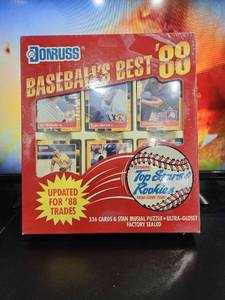 DONRUSS
BASEBALL'S BEST '88
UPDATED
FOR '88
TRADES
Top Stars &
Rookies
336 CARDS & STAN MUSIAL PUZZLE • ULTRA-GLOSSY
FACTORY SEALED